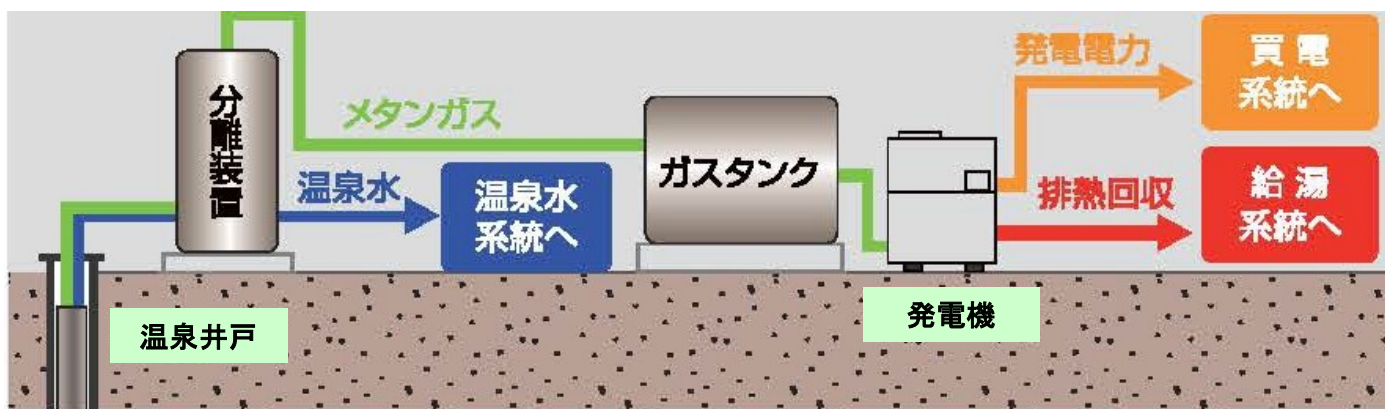 分離装置
メタンガス
温泉水
温泉水
系統へ
ガスタンク
発電電力
買電
系統へ
排熱回収
給湯
系統へ
温泉井戸
発電機